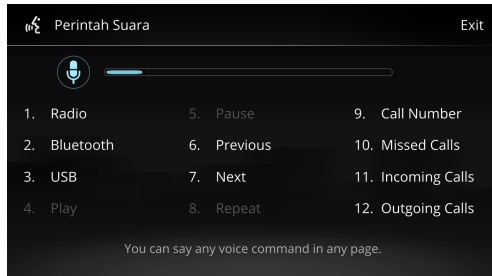 Perintah Suara
Exit
1. Radio
2. Bluetooth
3. USB
4. Play
5. Pause
6. Previous
7. Next
8. Repeat
9. Call Number
10. Missed Calls
11. Incoming Calls
12. Outgoing Calls
You can say any voice command in any page.